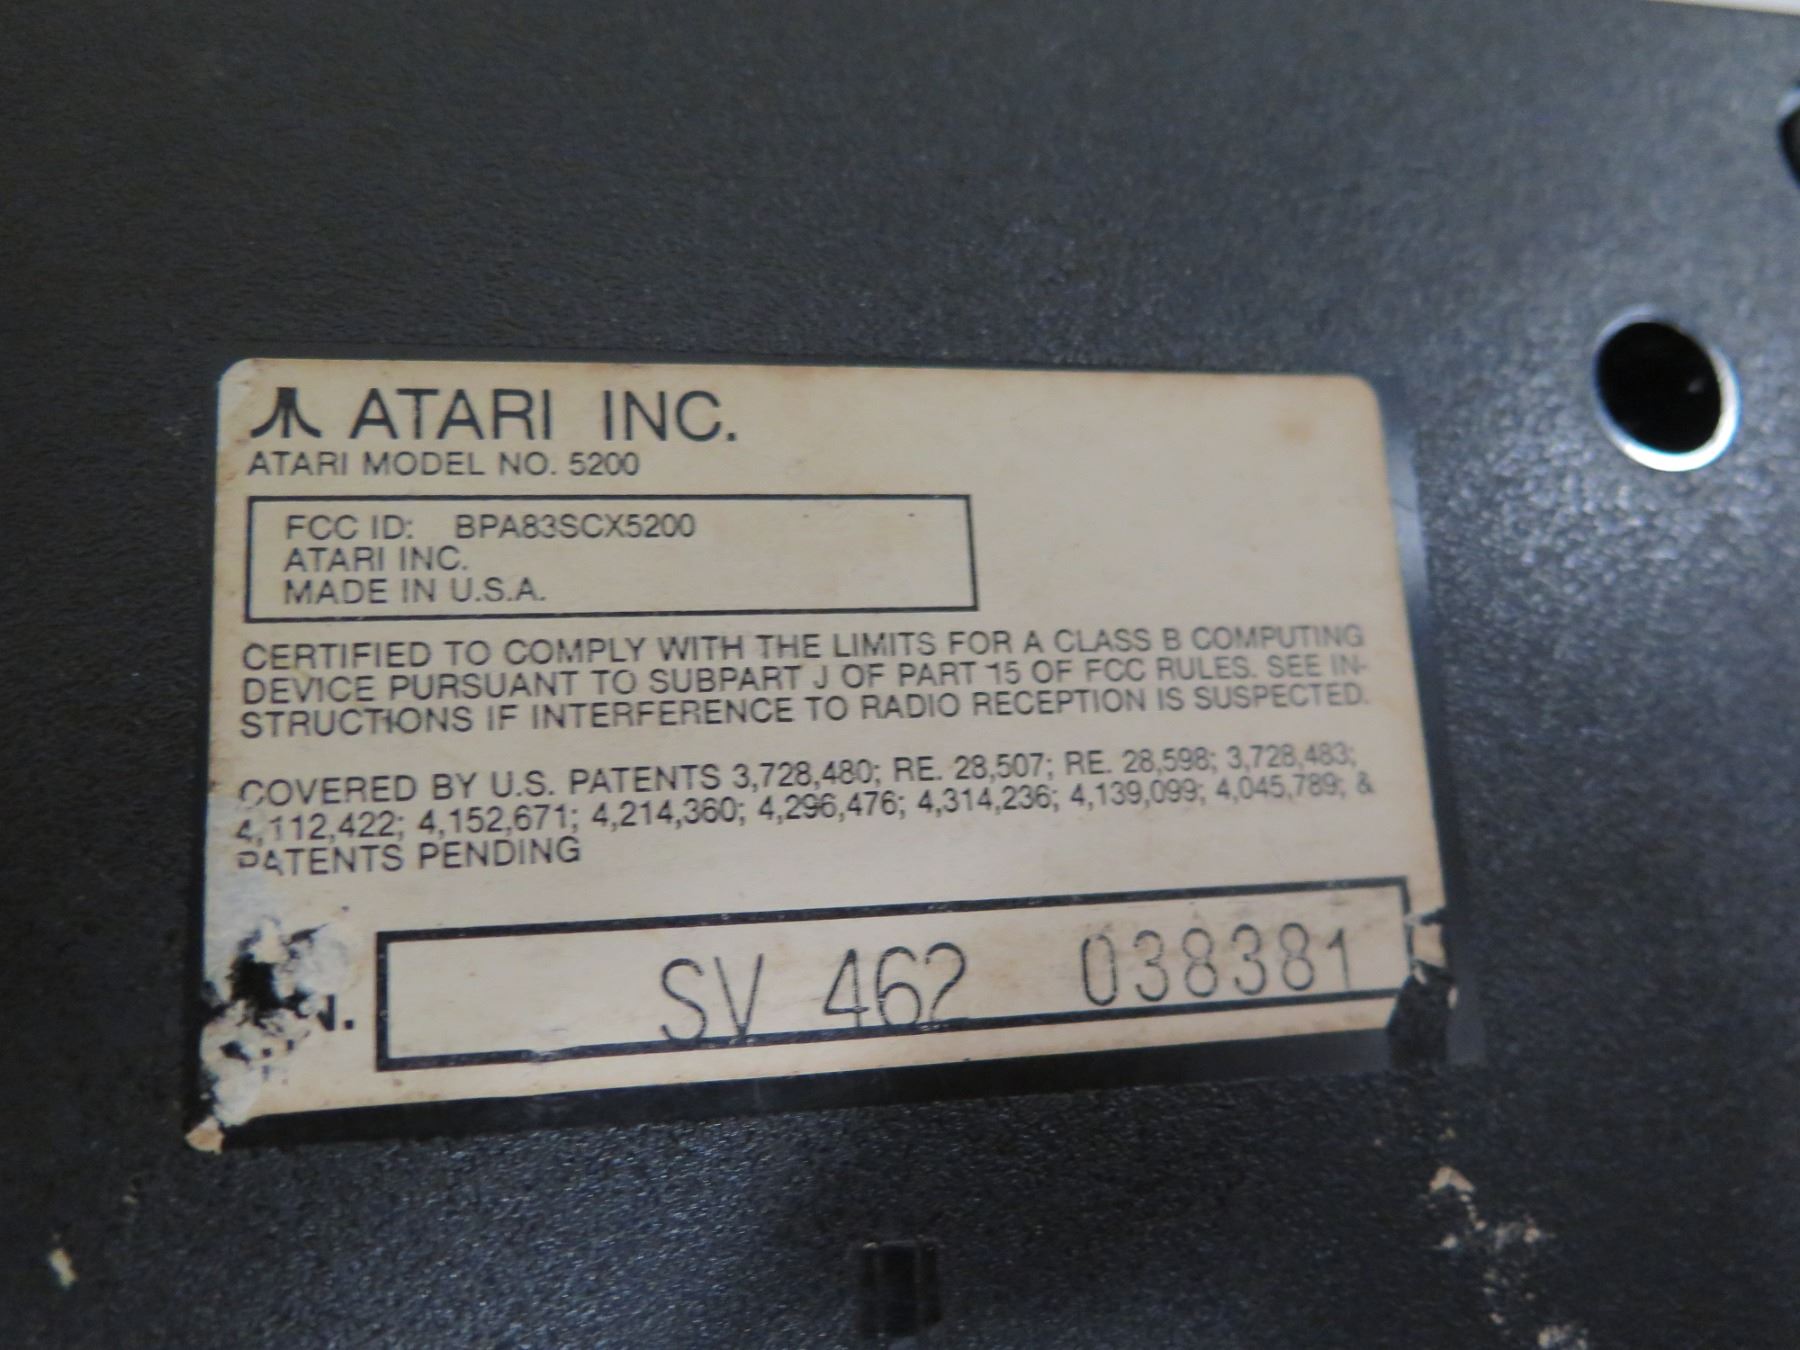 ATARI INC.
ATARI MODEL NO. 5200
FCC ID: BPA83SCX5200
ATARI INC.
MADE IN U.S.A.
CERTIFIED TO COMPLY WITH THE LIMITS FOR A CLASS B COMPUTING
DEVICE PURSUANT TO SUBPART J OF PART 15 OF FCC RULES. SEE IN-
STRUCTIONS IF INTERFERENCE TO RADIO RECEPTION IS SUSPECTED.
COVERED BY U.S. PATENTS 3,728,480; RE. 28,507; RE. 28,598; 3,728,483;
4,112,422; 4,152,671; 4,214,360; 4,296,476; 4,314,236; 4,139,099; 4,045,789; &
PATENTS PENDING
SV 462 038381